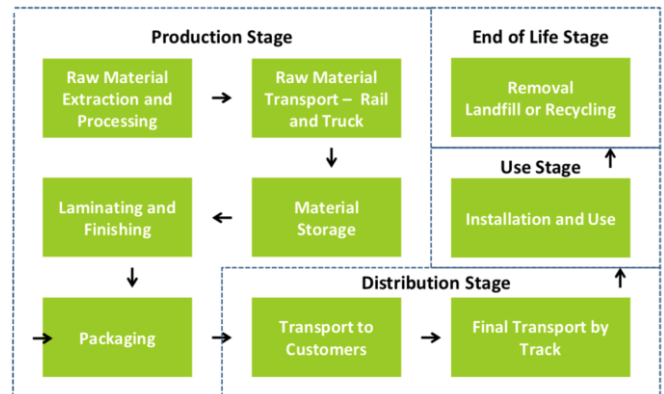 Production Stage
Raw Material
Extraction and
Processing
Raw Material
Transport – Rail
and Truck
Laminating and
Finishing
Material
Storage
Packaging
Distribution Stage
Transport to
Customers
Final Transport by
Track
Use Stage
Installation and Use
End of Life Stage
Removal
Landfill or Recycling